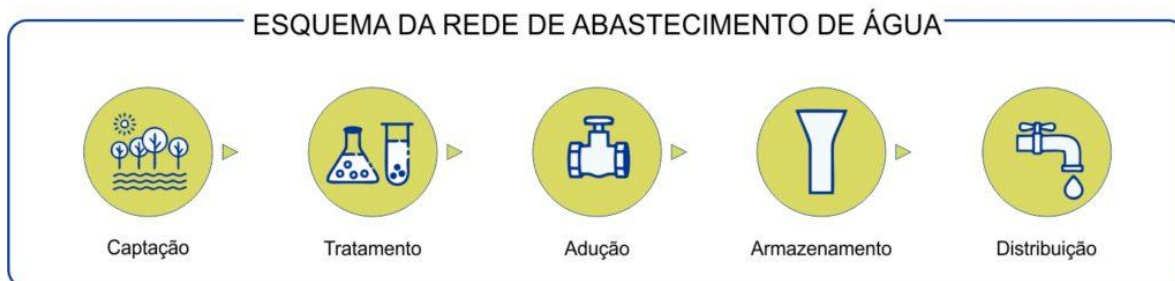 ESQUEMA DA REDE DE ABASTECIMENTO DE ÁGUA
Captação
Tratamento
Adução
Armazenamento
Distribuição